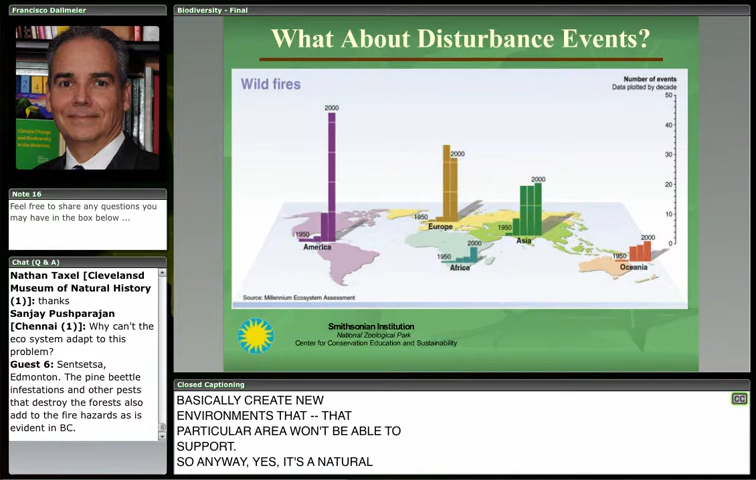 Francisco Dallmeier
Note 16
Feel free to share any questions you
may have in the box below ...
Chat (Q & A)
Nathan Taxel [Clevelansd
Museum of Natural History
(1)]: thanks
Sanjay Pushparajan
[Chennai (1)]: Why can't the
eco system adapt to this
problem?
Guest 6: Sentsetsa,
Edmonton. The pine beettle
infestations and other pests
that destroy the forests also
add to the fire hazards as is
evident in BC.
Biodiversity - Final
What About Disturbance Events?
Wild fires
Number of events
Data plotted by decade
50
40
30
20
10
0
2000
1950
America
2000
1950
Europe
2000
1950
Africa
2000
1950
Asia
2000
1950
Oceania
Source: Millennium Ecosystem Assessment
Smithsonian Institution
National Zoological Park
Center for Conservation Education and Sustainability
Closed Captioning
CC
BASICALLY CREATE NEW
ENVIRONMENTS THAT -- THAT
PARTICULAR AREA WON'T BE ABLE TO
SUPPORT.
SO ANYWAY, YES, IT'S A NATURAL